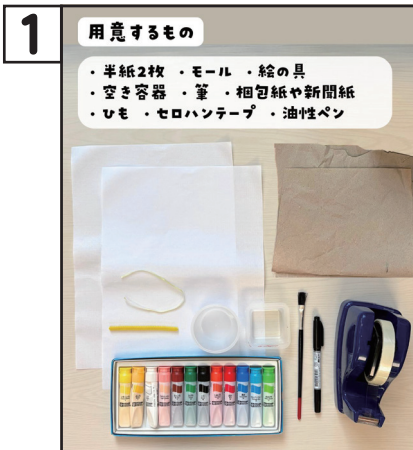 1
用意するもの
・半紙2枚 ・モール ・絵の具
・空き容器 ・筆 ・梱包紙や新聞紙
・ひも ・セロハンテープ ・油性ペン